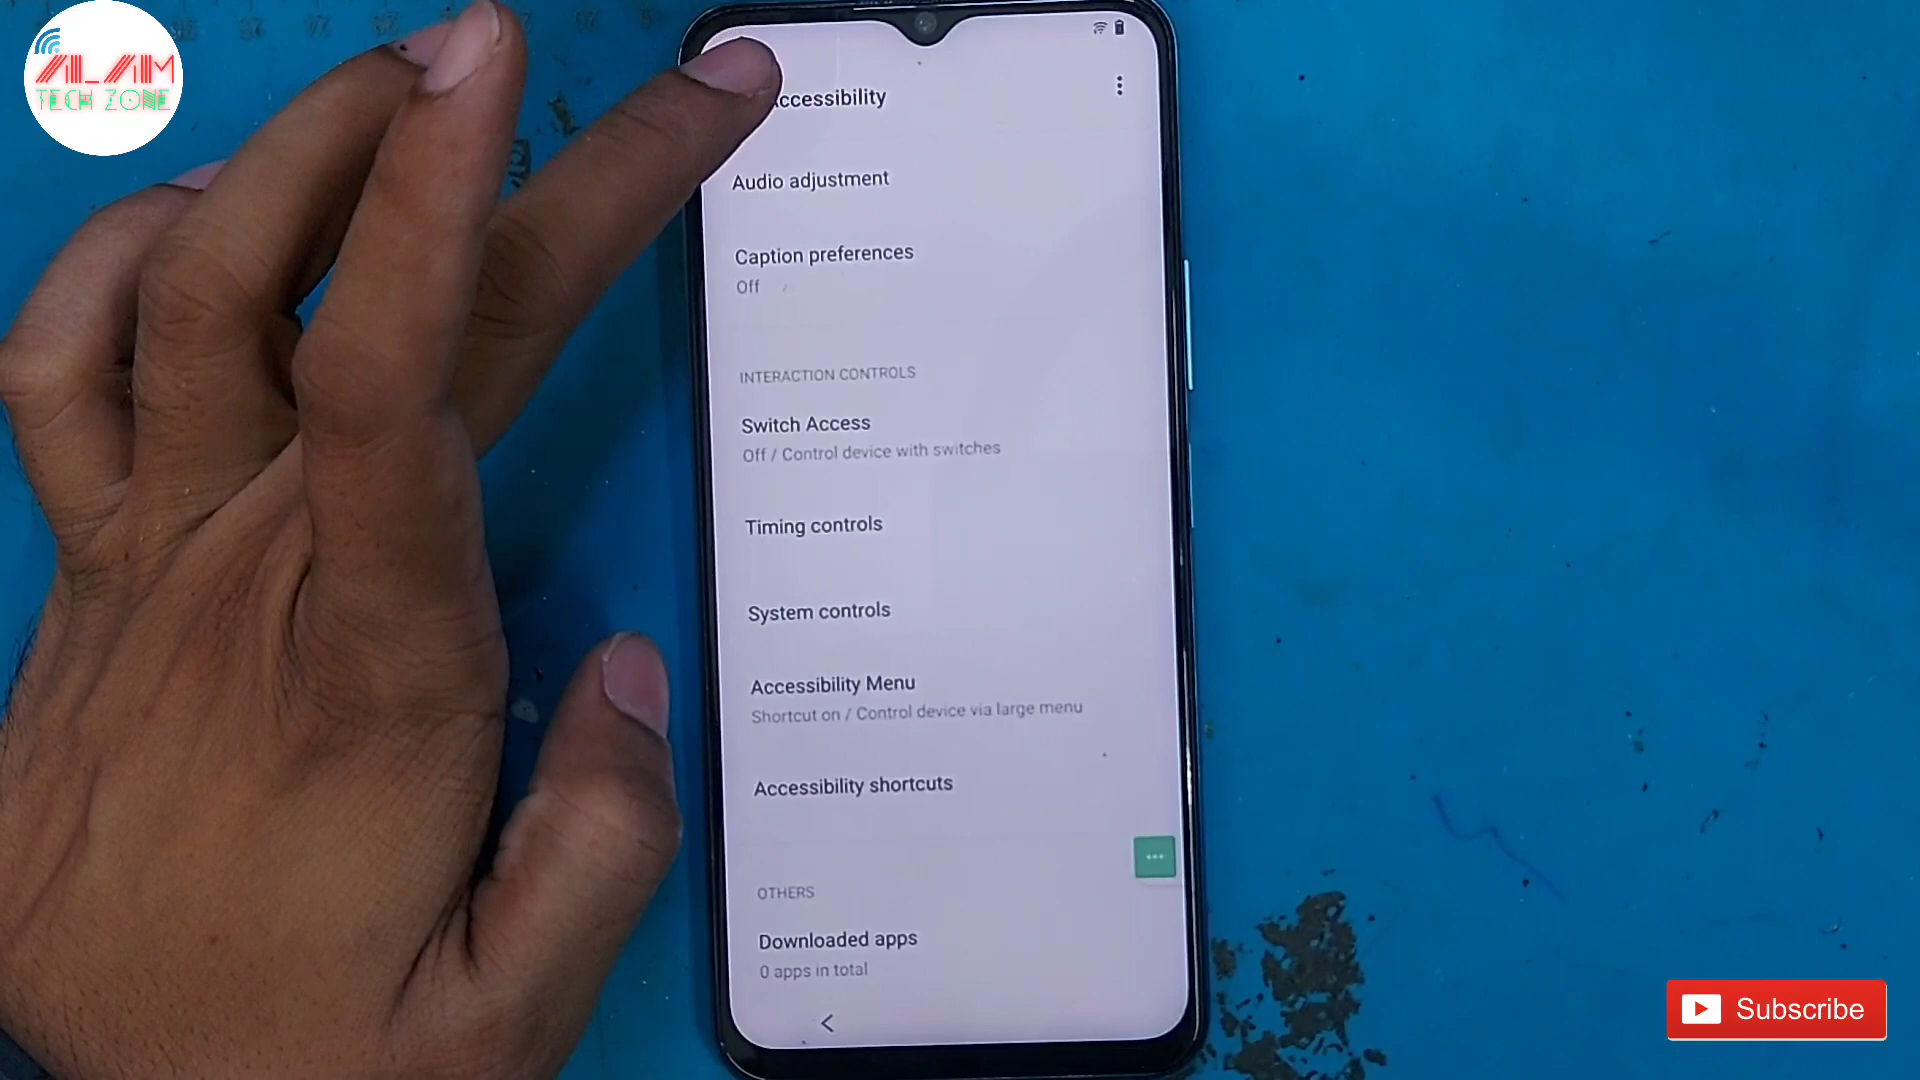 ALAM
TECH ZONE
Accessibility
Audio adjustment
Caption preferences
Off
INTERACTION CONTROLS
Switch Access
Off / Control device with switches
Timing controls
System controls
Accessibility Menu
Shortcut on / Control device via large menu
Accessibility shortcuts
OTHERS
Downloaded apps
0 apps in total
Subscribe